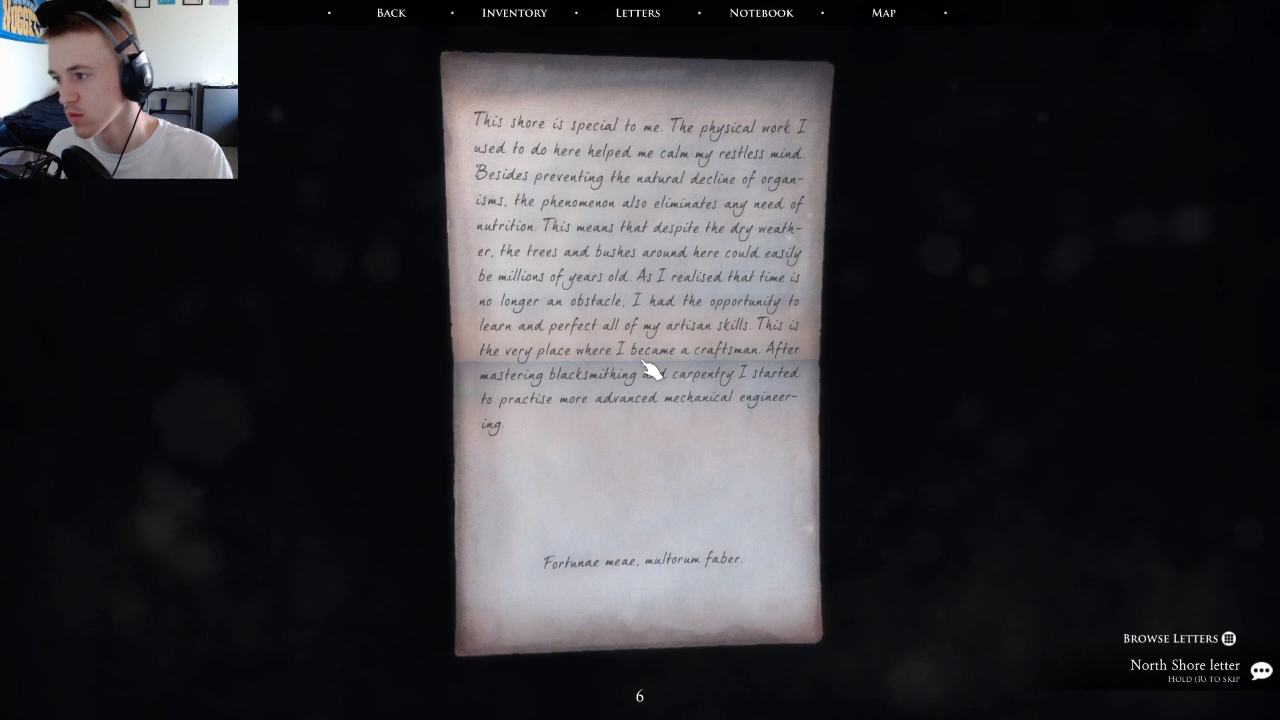 BACK
INVENTORY
LETTERS
NOTEBOOK
MAP
This shore is special to me. The physical work I
used to do here helped me calm my restless mind.
Besides preventing the natural decline of organ-
isms, the phenomenon also eliminates any need of
nutrition. This means that despite the dry weath-
er, the trees and bushes around here could easily
be millions of years old. As I realised that time is
no longer an obstacle, I had the opportunity to
learn and perfect all of my artisan skills. This is
the very place where I became a craftsman. After
mastering blacksmithing and carpentry I started
to practise more advanced mechanical engineer-
ing.
Fortunae meae, multorum faber.
BROWSE LETTERS
North Shore letter
HOLD (R) TO SKIP
6